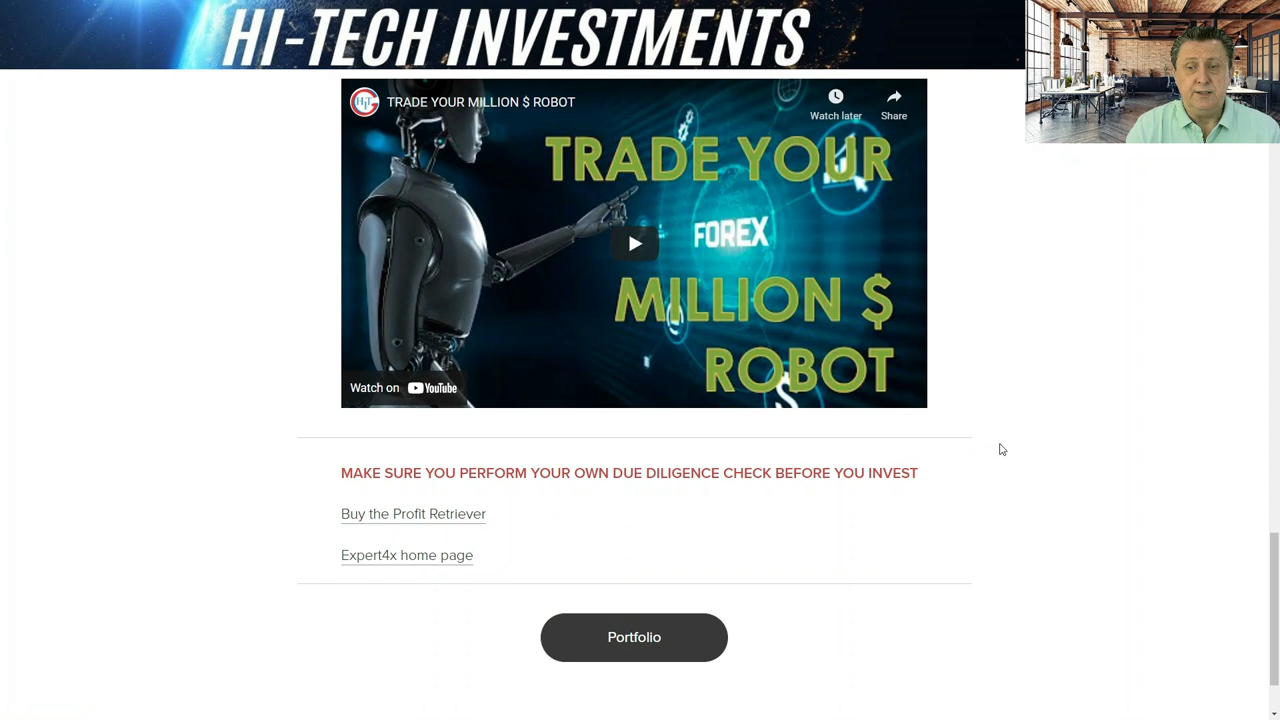 HI-TECH INVESTMENTS
HiT
TRADE YOUR MILLION $ ROBOT
Watch later
Share
TRADE YOUR
FOREX
MILLION $
ROBOT
$
Watch on YouTube
MAKE SURE YOU PERFORM YOUR OWN DUE DILIGENCE CHECK BEFORE YOU INVEST
Buy the Profit Retriever
Expert4x home page
Portfolio